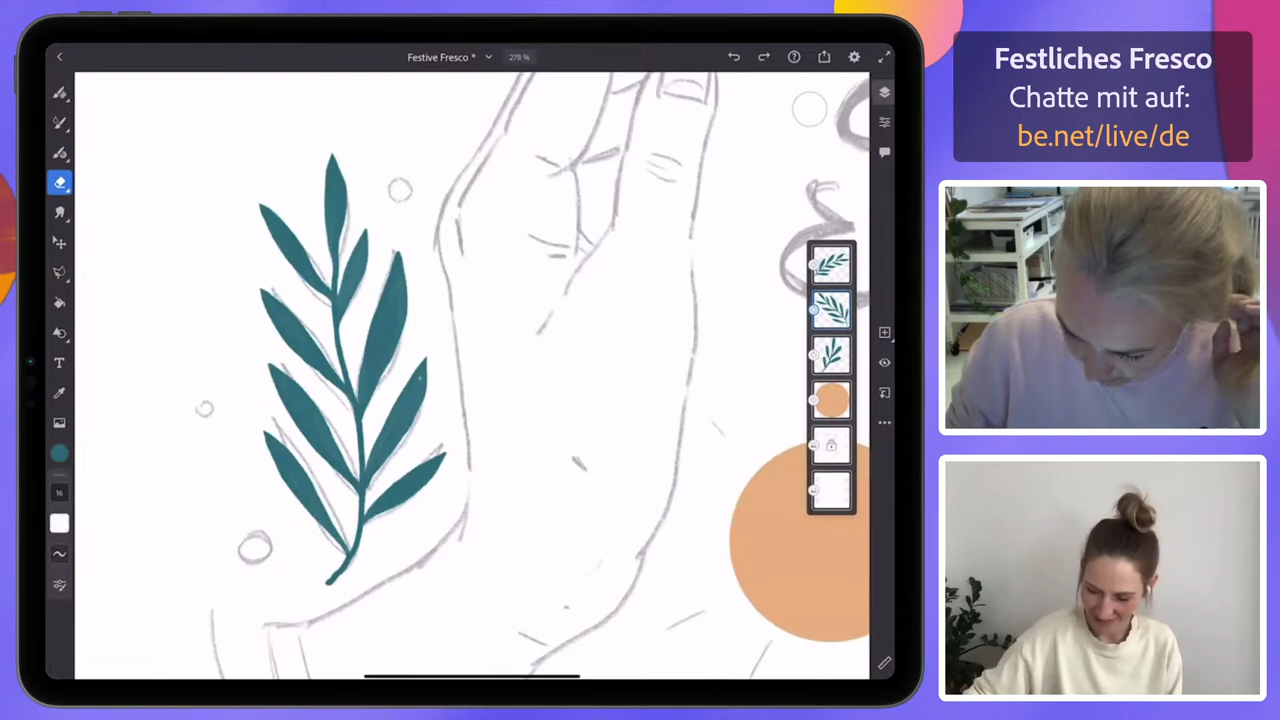 Festive Fresco *
278 %
Festliches Fresco
Chatte mit auf:
be.net/live/de
16